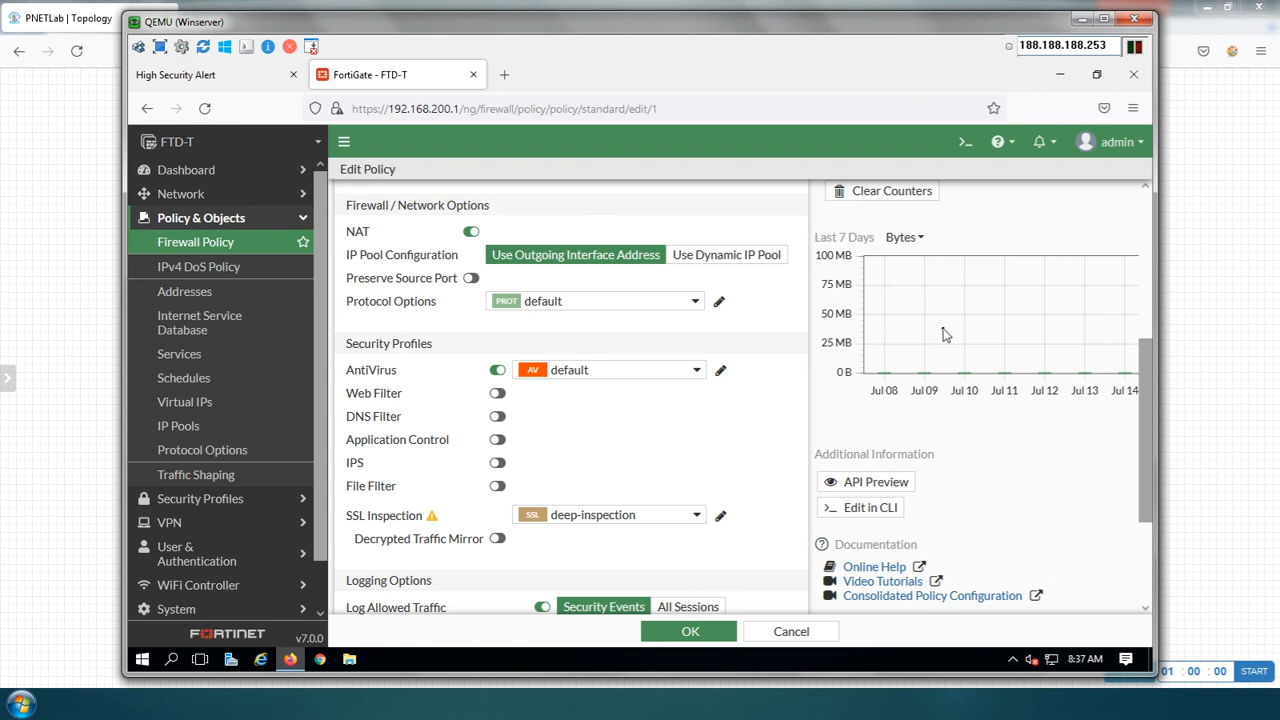 PNETLab | Topology
QEMU (Winserver)
188.188.188.253
High Security Alert
FortiGate - FTD-T
https://192.168.200.1/ng/firewall/policy/policy/standard/edit/1
FTD-T
admin
Dashboard
Network
Policy & Objects
Firewall Policy
IPv4 DoS Policy
Addresses
Internet Service
Database
Services
Schedules
Virtual IPs
IP Pools
Protocol Options
Traffic Shaping
Security Profiles
VPN
User &
Authentication
WiFi Controller
System
FORTINET
v7.0.0
Edit Policy
Firewall / Network Options
NAT
IP Pool Configuration Use Outgoing Interface Address Use Dynamic IP Pool
Preserve Source Port
Protocol Options PROT default
Security Profiles
AntiVirus AV default
Web Filter
DNS Filter
Application Control
IPS
File Filter
SSL Inspection SSL deep-inspection
Decrypted Traffic Mirror
Logging Options
Log Allowed Traffic Security Events All Sessions
OK Cancel
Clear Counters
Last 7 Days Bytes
100 MB
75 MB
50 MB
25 MB
0 B
Jul 08 Jul 09 Jul 10 Jul 11 Jul 12 Jul 13 Jul 14
Additional Information
API Preview
Edit in CLI
Documentation
Online Help
Video Tutorials
Consolidated Policy Configuration
8:37 AM
01 : 00 : 00 START